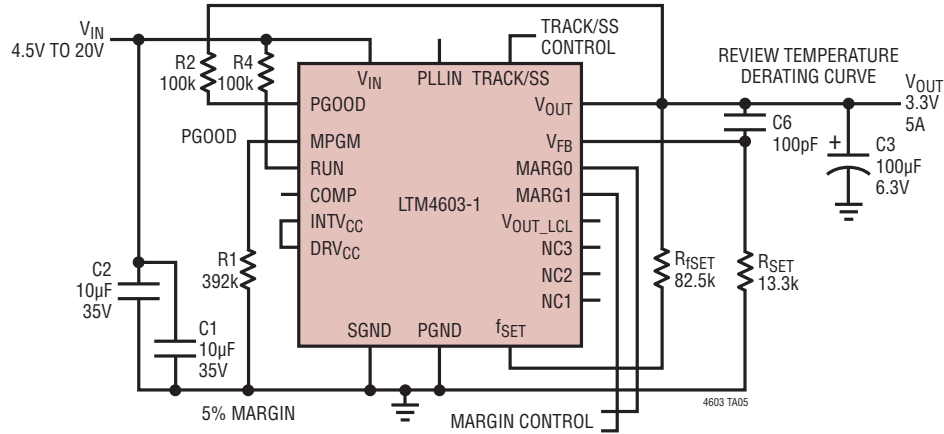 V_IN
4.5V TO 20V
R2
100k
R4
100k
TRACK/SS
CONTROL
REVIEW TEMPERATURE
DERATING CURVE
V_OUT
3.3V
5A
V_IN
PLLIN
TRACK/SS
PGOOD
V_OUT
PGOOD
MPGM
V_FB
RUN
MARG0
COMP
MARG1
LTM4603-1
INTV_CC
V_OUT_LCL
DRV_CC
NC3
NC2
NC1
SGND
PGND
f_SET
C6
100pF
+
C3
100µF
6.3V
R1
392k
R_fSET
82.5k
R_SET
13.3k
C2
10µF
35V
C1
10µF
35V
5% MARGIN
MARGIN CONTROL
4603 TA05